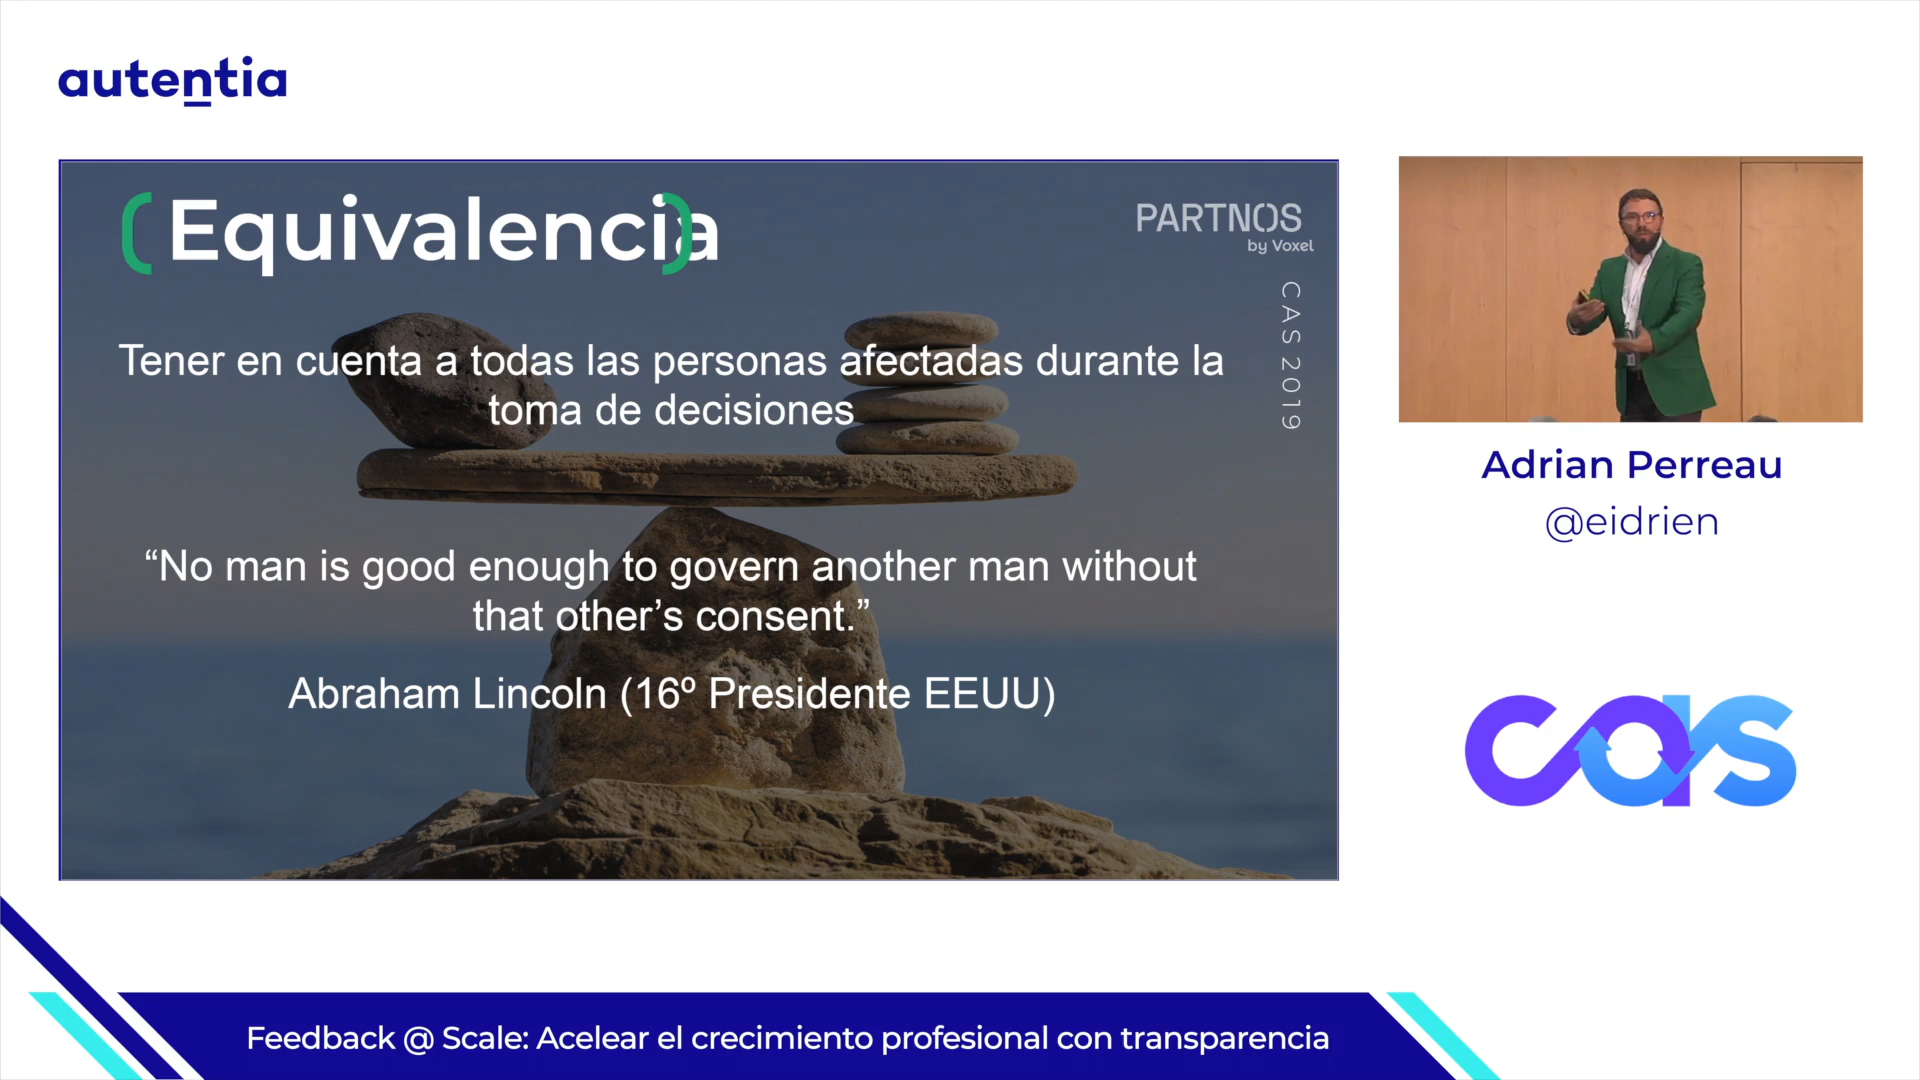 autentia
Equivalencia
PARTNOS
by Voxel
CAS 2019
Tener en cuenta a todas las personas afectadas durante la
toma de decisiones
“No man is good enough to govern another man without
that other’s consent.”
Abraham Lincoln (16º Presidente EEUU)
Adrian Perreau
@eidrien
cas
Feedback @ Scale: Acelear el crecimiento profesional con transparencia